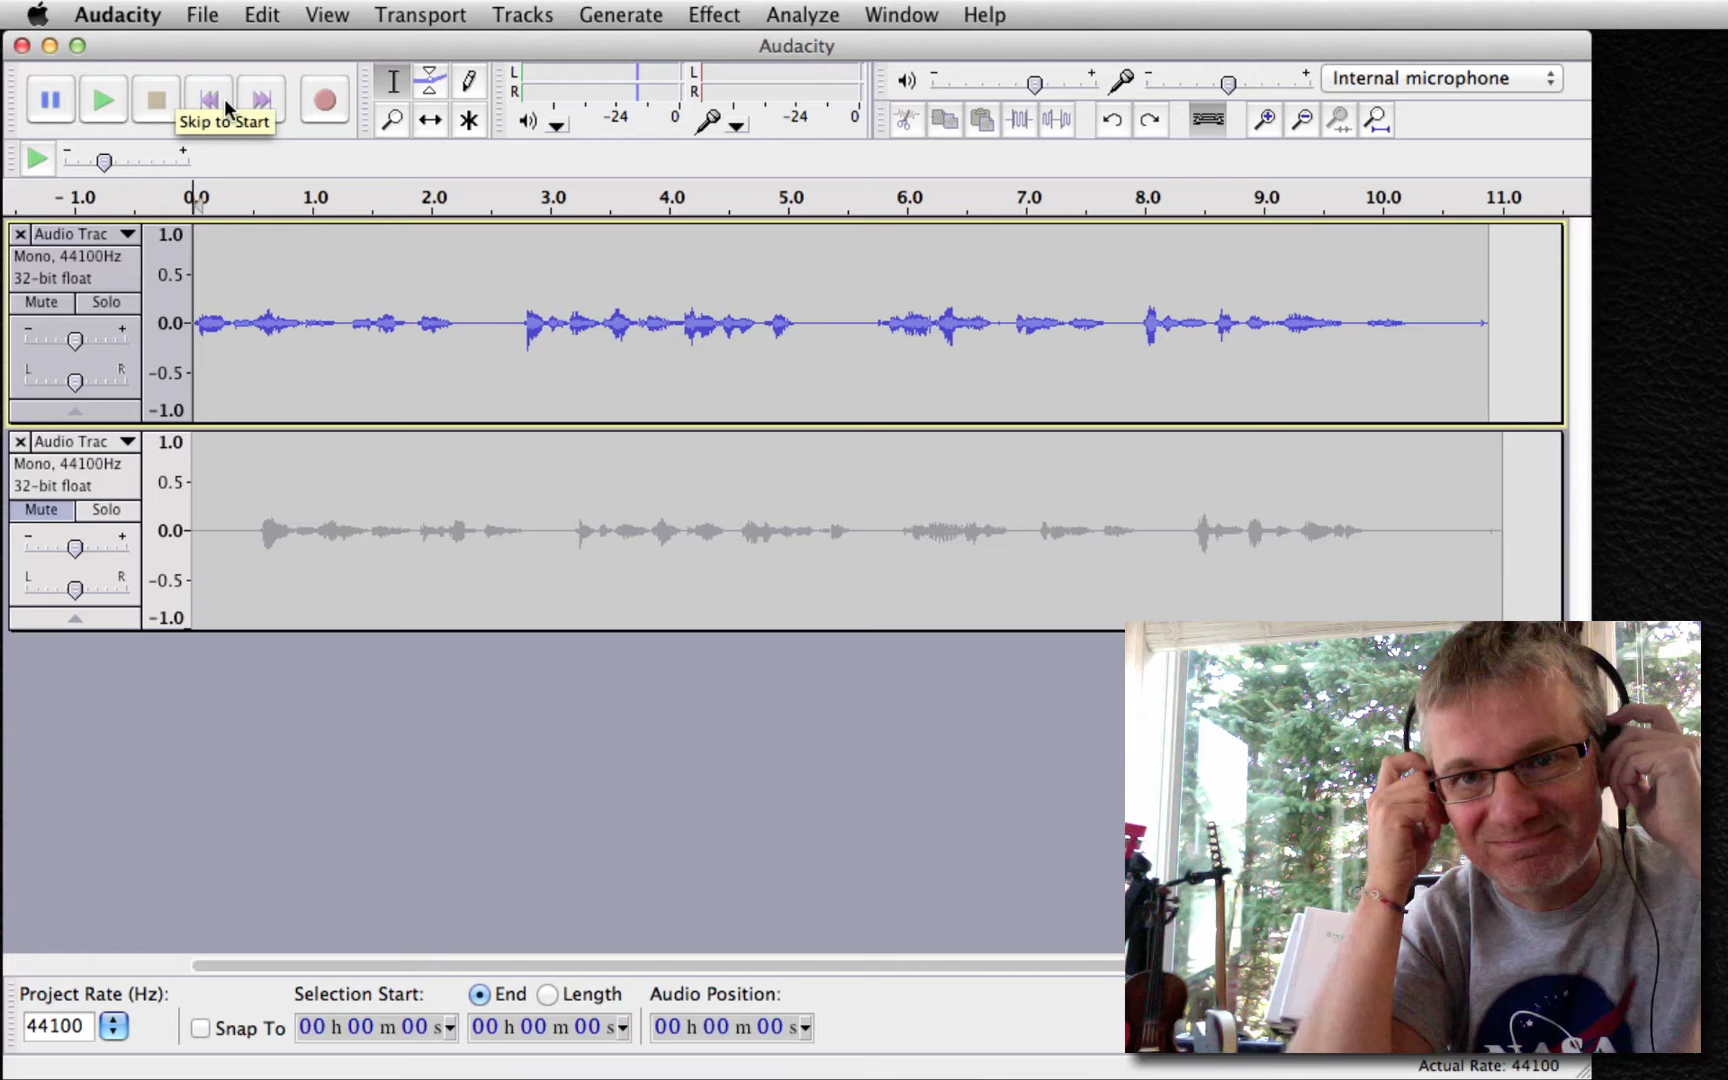 Audacity File Edit View Transport Tracks Generate Effect Analyze Window Help
Audacity
L
R
-24 0
L
R
-24 0
- +
- +
Internal microphone
Skip to Start
- +
- 1.0 0.0 1.0 2.0 3.0 4.0 5.0 6.0 7.0 8.0 9.0 10.0 11.0
Audio Trac
Mono, 44100Hz
32-bit float
Mute Solo
- +
L R
1.0
0.5
0.0
-0.5
-1.0
Audio Trac
Mono, 44100Hz
32-bit float
Mute Solo
- +
L R
1.0
0.5
0.0
-0.5
-1.0
NASA
Project Rate (Hz):
44100
Snap To
Selection Start:
00 h 00 m 00 s
End Length
00 h 00 m 00 s
Audio Position:
00 h 00 m 00 s
Actual Rate: 44100